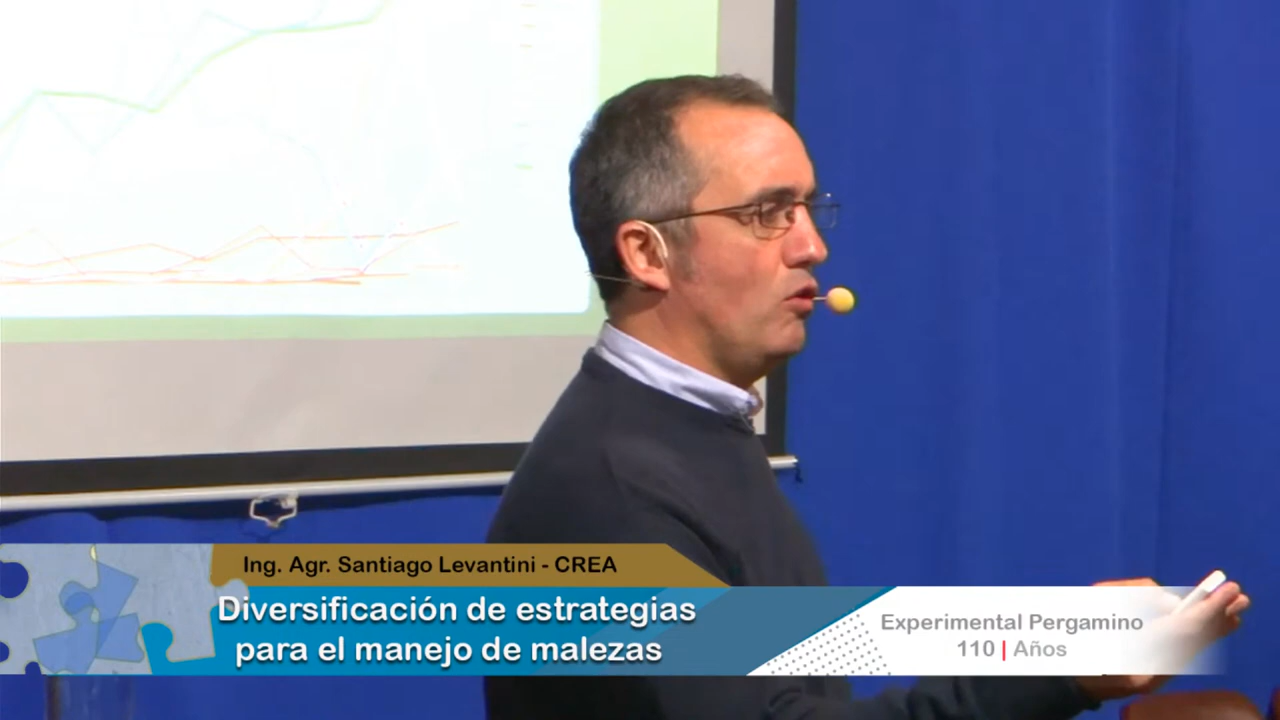 Ing. Agr. Santiago Levantini - CREA
Diversificación de estrategias
para el manejo de malezas
Experimental Pergamino
110 | Años